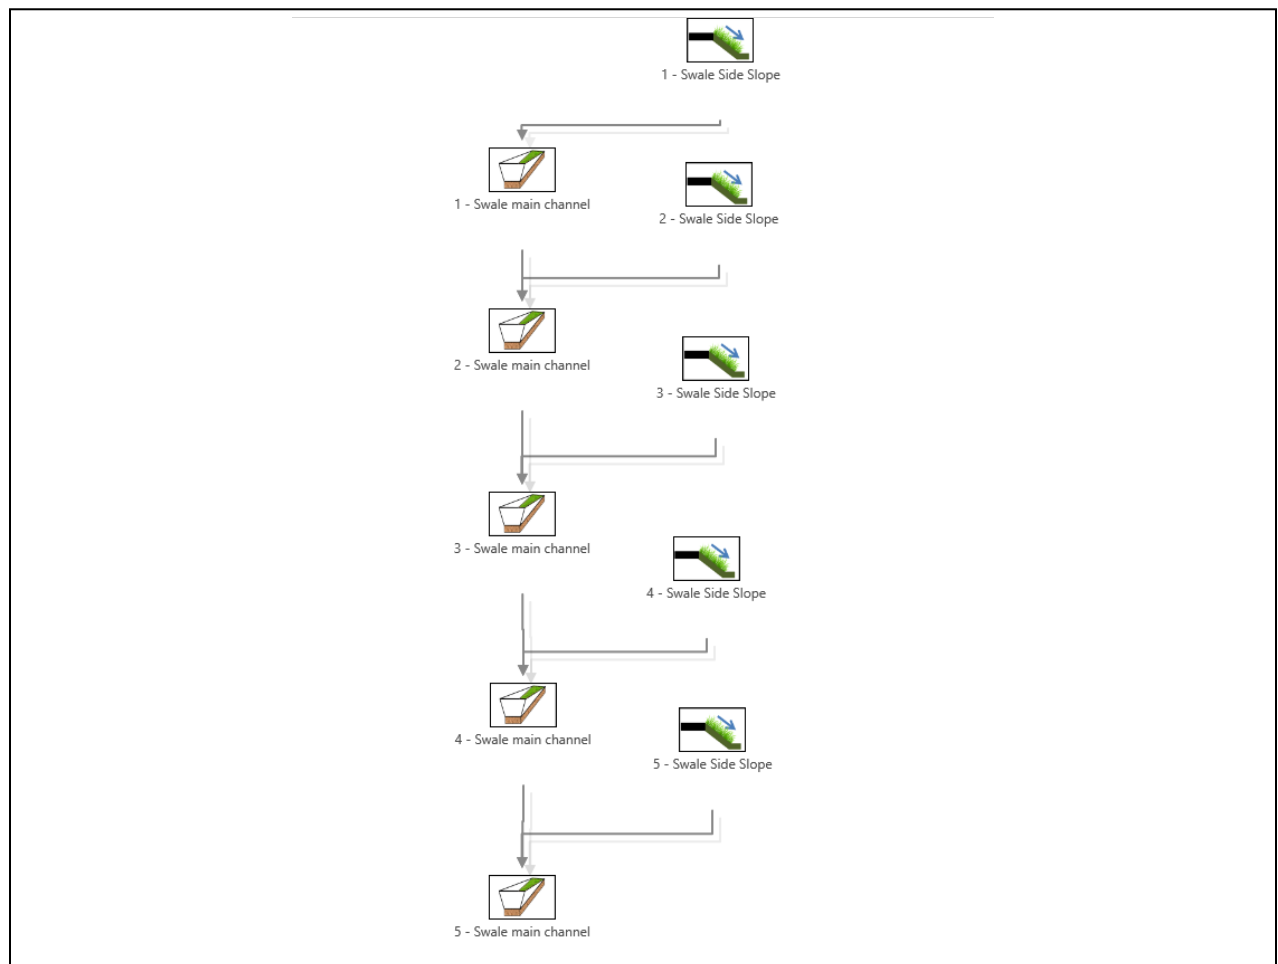 1 - Swale Side Slope
1 - Swale main channel
2 - Swale Side Slope
2 - Swale main channel
3 - Swale Side Slope
3 - Swale main channel
4 - Swale Side Slope
4 - Swale main channel
5 - Swale Side Slope
5 - Swale main channel